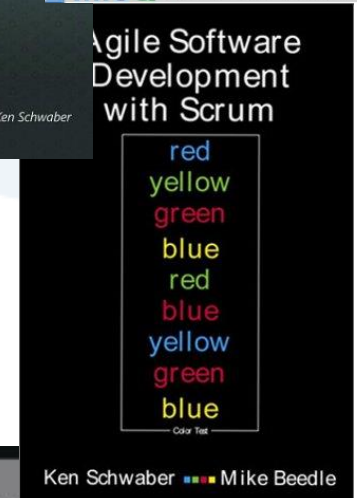 Ken Schwaber
Agile Software
Development
with Scrum
red
yellow
green
blue
red
blue
yellow
green
blue
Color Test
Ken Schwaber Mike Beedle